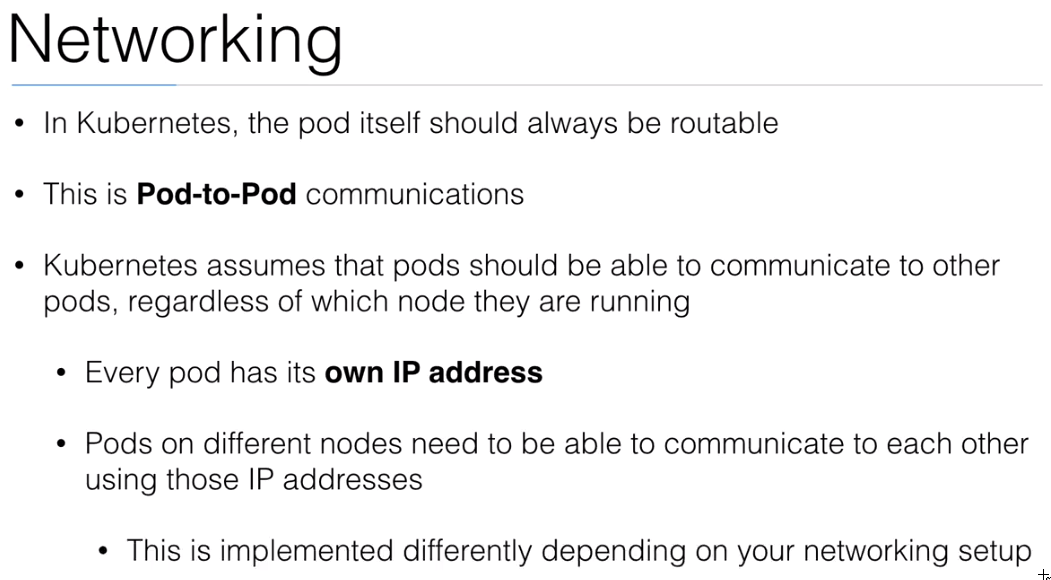 Networking
• In Kubernetes, the pod itself should always be routable
• This is Pod-to-Pod communications
• Kubernetes assumes that pods should be able to communicate to other
pods, regardless of which node they are running
• Every pod has its own IP address
• Pods on different nodes need to be able to communicate to each other
using those IP addresses
• This is implemented differently depending on your networking setup